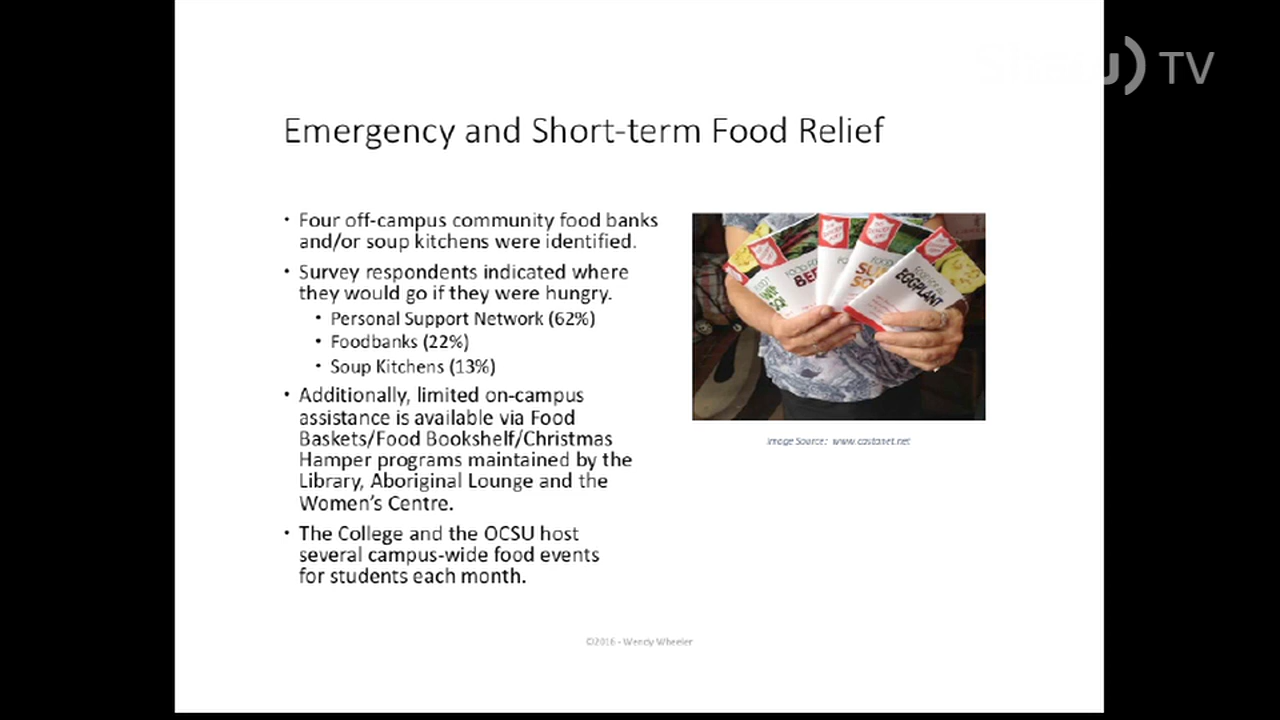 TV
Emergency and Short-term Food Relief
• Four off-campus community food banks
and/or soup kitchens were identified.
• Survey respondents indicated where
they would go if they were hungry.
• Personal Support Network (62%)
• Foodbanks (22%)
• Soup Kitchens (13%)
• Additionally, limited on-campus
assistance is available via Food
Baskets/Food Bookshelf/Christmas
Hamper programs maintained by the
Library, Aboriginal Lounge and the
Women's Centre.
• The College and the OCSU host
several campus-wide food events
for students each month.
EGGPLANT
Image Source: www.castanet.net
©2016 - Wendy Wheeler